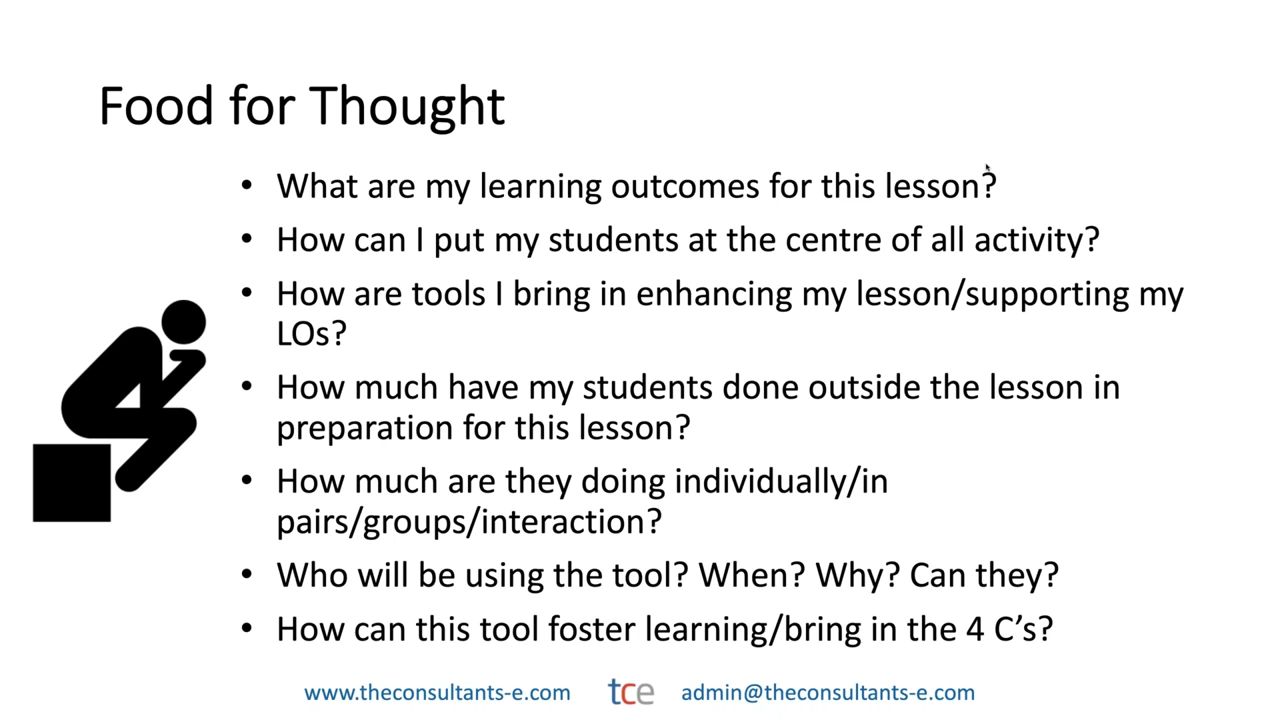 Food for Thought
• What are my learning outcomes for this lesson?
• How can I put my students at the centre of all activity?
• How are tools I bring in enhancing my lesson/supporting my
LOs?
• How much have my students done outside the lesson in
preparation for this lesson?
• How much are they doing individually/in
pairs/groups/interaction?
• Who will be using the tool? When? Why? Can they?
• How can this tool foster learning/bring in the 4 C’s?
www.theconsultants-e.com tce admin@theconsultants-e.com